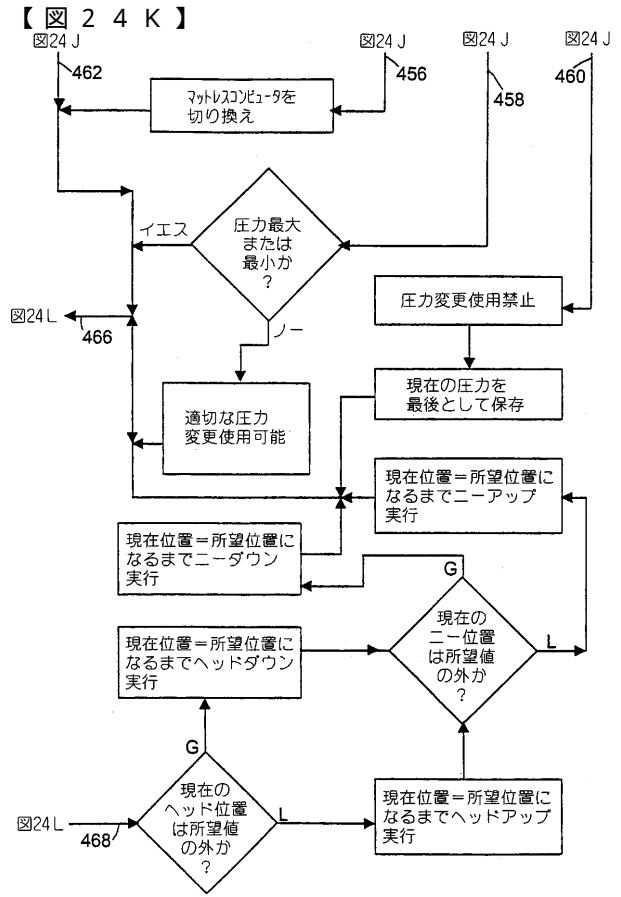 【図24K】
図24J
図24J
図24J
図24J
462
456
458
460
マットレスコンピュータを
切り換え
イエス
圧力最大
または
最小か
?
ノー
圧力変更使用禁止
図24L
466
現在の圧力を
最後として保存
適切な圧力
変更使用可能
現在位置=所望位置に
なるまでニーアップ
実行
現在位置=所望位置に
なるまでニーダウン
実行
G
現在の
ニー位置
は所望値
の外か
?
L
現在位置=所望位置に
なるまでヘッドダウン
実行
G
現在の
ヘッド位置
は所望値
の外か
?
L
図24L
468
現在位置=所望位置に
なるまでヘッドアップ
実行